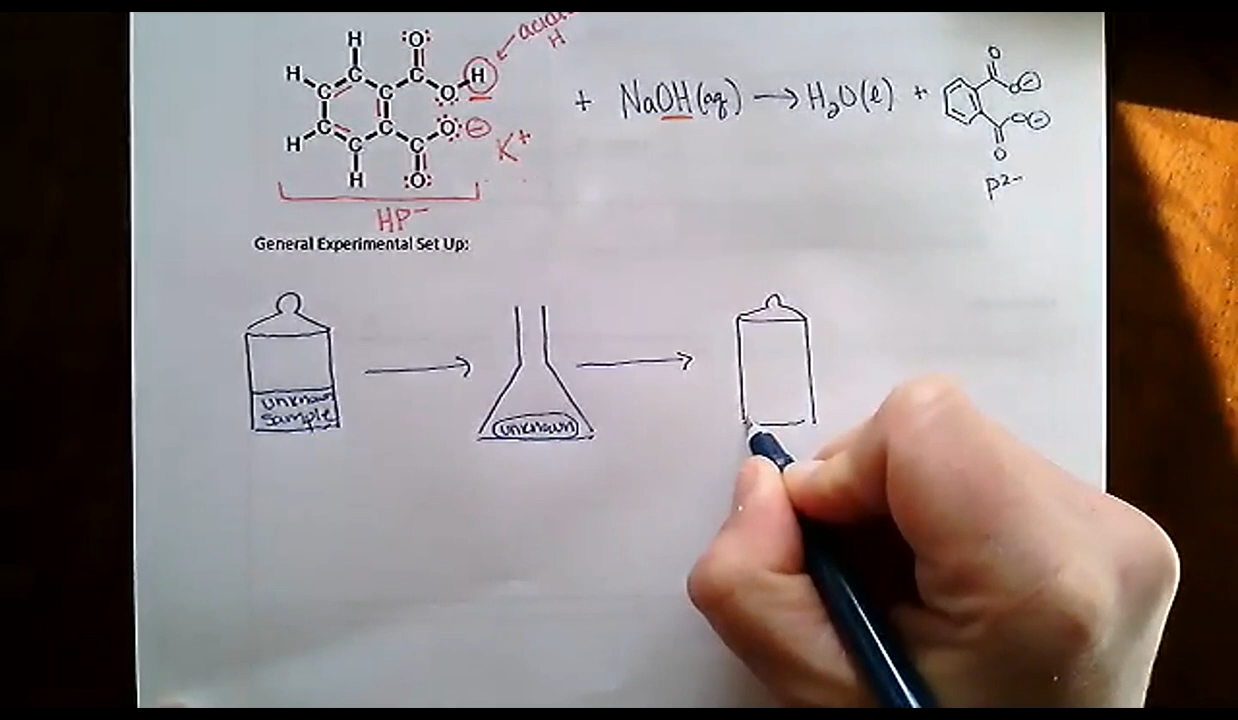 acidic
H
H
:O:
H
C
C
O
H
C
C
+ NaOH(aq) → H₂O(l) +
O
O⊖
O⊖
O
P²⁻
C
C
O ⊖
K⁺
H
C
C
H
:O:
HP⁻
General Experimental Set Up:
unknown
Sample
unknown